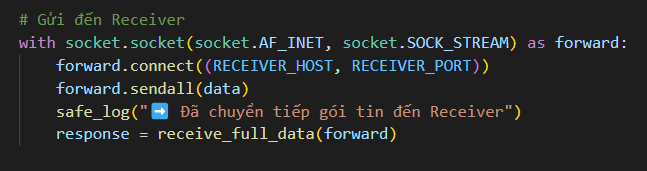 # Gửi đến Receiver
with socket.socket(socket.AF_INET, socket.SOCK_STREAM) as forward:
    forward.connect((RECEIVER_HOST, RECEIVER_PORT))
    forward.sendall(data)
    safe_log("➡️ Đã chuyển tiếp gói tin đến Receiver")
    response = receive_full_data(forward)